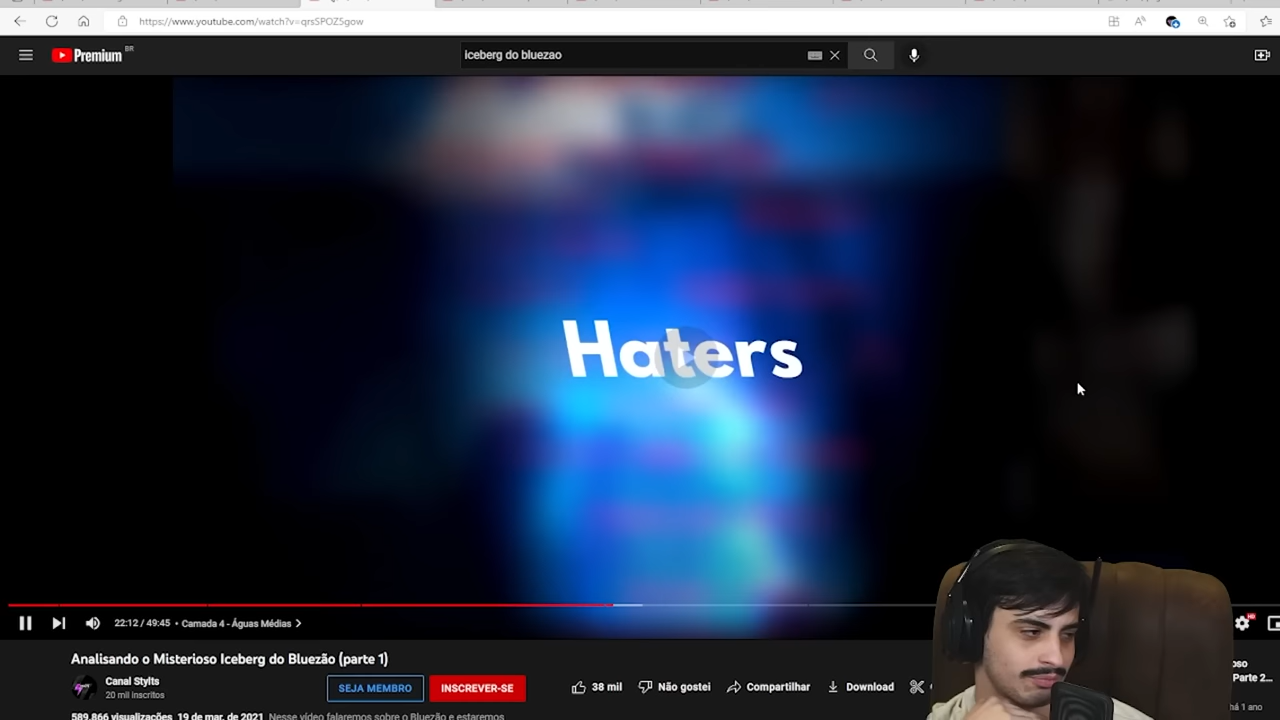 https://www.youtube.com/watch?v=qrsSPOZ5gow
Premium BR
iceberg do bluezao
Haters
22:12 / 49:45 • Camada 4 - Águas Médias
HD
Analisando o Misterioso Iceberg do Bluezão (parte 1)
Canal Stylts
20 mil inscritos
SEJA MEMBRO
INSCREVER-SE
38 mil
Não gostei
Compartilhar
Download
oso
Parte 2...
há 1 ano
589.866 visualizações 19 de mar. de 2021 Nesse vídeo falaremos sobre o Bluezão e estaremos